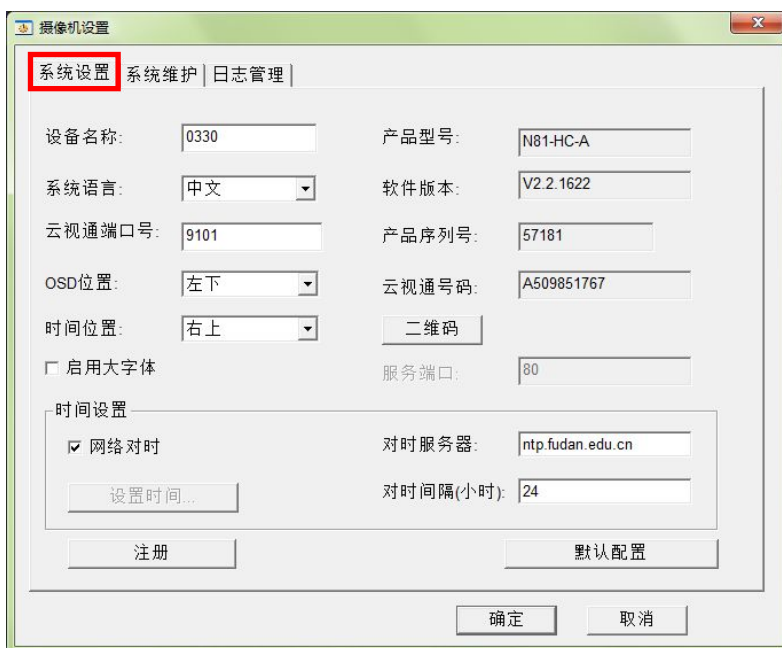 摄像机设置
系统设置 系统维护 日志管理
设备名称: 0330 产品型号: N81-HC-A
系统语言: 中文 软件版本: V2.2.1622
云视通端口号: 9101 产品序列号: 57181
OSD位置: 左下 云视通号码: A509851767
时间位置: 右上 二维码
启用大字体 服务端口: 80
时间设置
网络对时 对时服务器: ntp.fudan.edu.cn
设置时间... 对时间隔(小时): 24
注册 默认配置
确定 取消